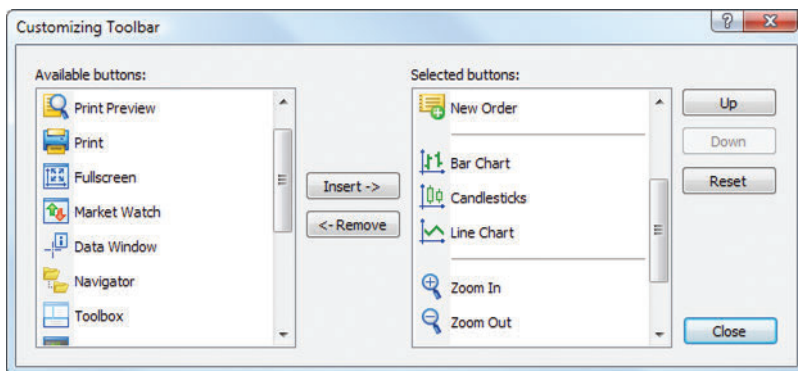 Customizing Toolbar
Available buttons:
Print Preview
Print
Fullscreen
Market Watch
Data Window
Navigator
Toolbox
Insert ->
<- Remove
Selected buttons:
New Order
Bar Chart
Candlesticks
Line Chart
Zoom In
Zoom Out
Up
Down
Reset
Close